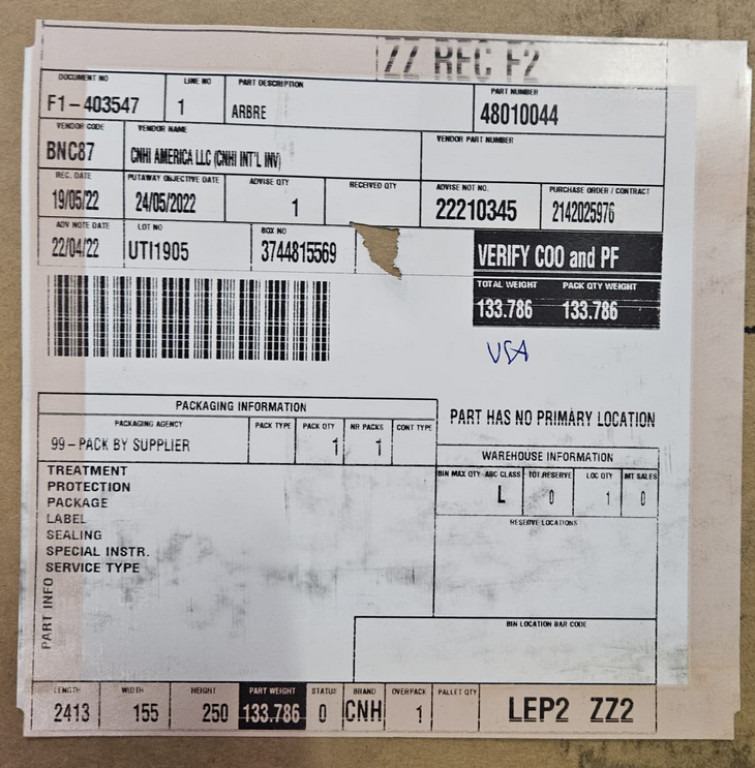 ZZ REC F2
DOCUMENT NO LINE NO PART DESCRIPTION PART NUMBER
F1-403547 1 ARBRE 48010044
VENDOR CODE VENDOR NAME VENDOR PART NUMBER
BNC87 CNHI AMERICA LLC (CNHI INT'L INV)
REC. DATE PUTAWAY OBJECTIVE DATE ADVISE QTY RECEIVED QTY ADVISE NOT NO. PURCHASE ORDER / CONTRACT
19/05/22 24/05/2022 1 22210345 2142025976
ADV NOTE DATE LOT NO BOX NO
22/04/22 UTI1905 3744815569
VERIFY COO and PF
TOTAL WEIGHT PACK QTY WEIGHT
133.786 133.786
USA
PACKAGING INFORMATION
PACKAGING AGENCY PACK TYPE PACK QTY NR PACKS CONT TYPE
99-PACK BY SUPPLIER 1 1
PART HAS NO PRIMARY LOCATION
WAREHOUSE INFORMATION
BIN MAX QTY ABC CLASS TOT.RESERVE LOC QTY MT SALES
L 0 1 0
RESERVE LOCATIONS
TREATMENT
PROTECTION
PACKAGE
LABEL
SEALING
SPECIAL INSTR.
SERVICE TYPE
PART INFO
BIN LOCATION BAR CODE
LENGTH WIDTH HEIGHT PART WEIGHT STATUS BRAND OVERPACK PALLET QTY
2413 155 250 133.786 0 CNH 1 LEP2 ZZ2